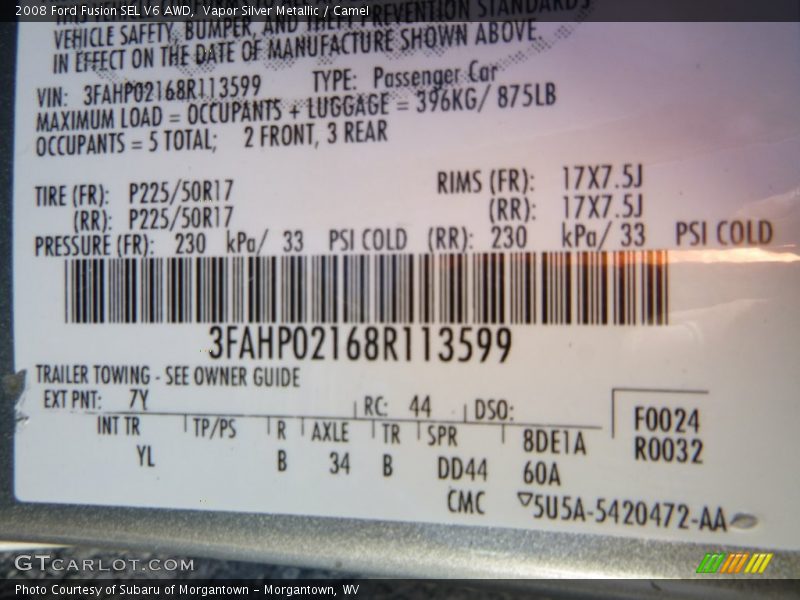 2008 Ford Fusion SEL V6 AWD, Vapor Silver Metallic / Camel
THIS VEHICLE
VEHICLE SAFETY, BUMPER, AND THEFT PREVENTION STANDARDS
IN EFFECT ON THE DATE OF MANUFACTURE SHOWN ABOVE.
VIN: 3FAHP02168R113599 TYPE: Passenger Car
MAXIMUM LOAD = OCCUPANTS + LUGGAGE = 396KG/ 875LB
OCCUPANTS = 5 TOTAL; 2 FRONT, 3 REAR
TIRE (FR): P225/50R17 RIMS (FR): 17X7.5J
(RR): P225/50R17 (RR): 17X7.5J
PRESSURE (FR): 230 kPa/ 33 PSI COLD (RR): 230 kPa/ 33 PSI COLD
3FAHP02168R113599
TRAILER TOWING - SEE OWNER GUIDE
EXT PNT: 7Y RC: 44 DSO: F0024
INT TR TP/PS R AXLE TR SPR 8DE1A R0032
YL B 34 B DD44 60A
CMC ▽5U5A-5420472-AA
GTCarLot.com
Photo Courtesy of Subaru of Morgantown - Morgantown, WV